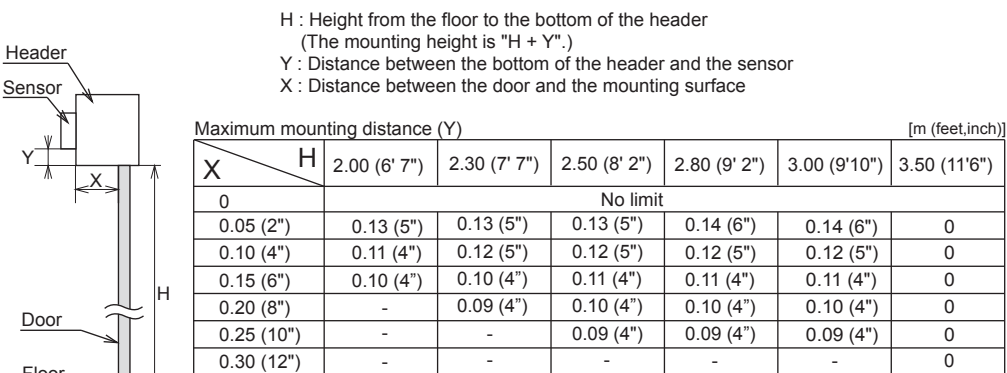 H : Height from the floor to the bottom of the header
(The mounting height is "H + Y".)
Y : Distance between the bottom of the header and the sensor
X : Distance between the door and the mounting surface
Header
Sensor
Y
X
H
Door
Floor
Maximum mounting distance (Y) [m (feet,inch)]
X H 2.00 (6' 7") 2.30 (7' 7") 2.50 (8' 2") 2.80 (9' 2") 3.00 (9'10") 3.50 (11'6")
0 No limit
0.05 (2") 0.13 (5") 0.13 (5") 0.13 (5") 0.14 (6") 0.14 (6") 0
0.10 (4") 0.11 (4") 0.12 (5") 0.12 (5") 0.12 (5") 0.12 (5") 0
0.15 (6") 0.10 (4”) 0.10 (4”) 0.11 (4") 0.11 (4") 0.11 (4") 0
0.20 (8") - 0.09 (4”) 0.10 (4”) 0.10 (4”) 0.10 (4") 0
0.25 (10") - - 0.09 (4") 0.09 (4”) 0.09 (4") 0
0.30 (12") - - - - - 0